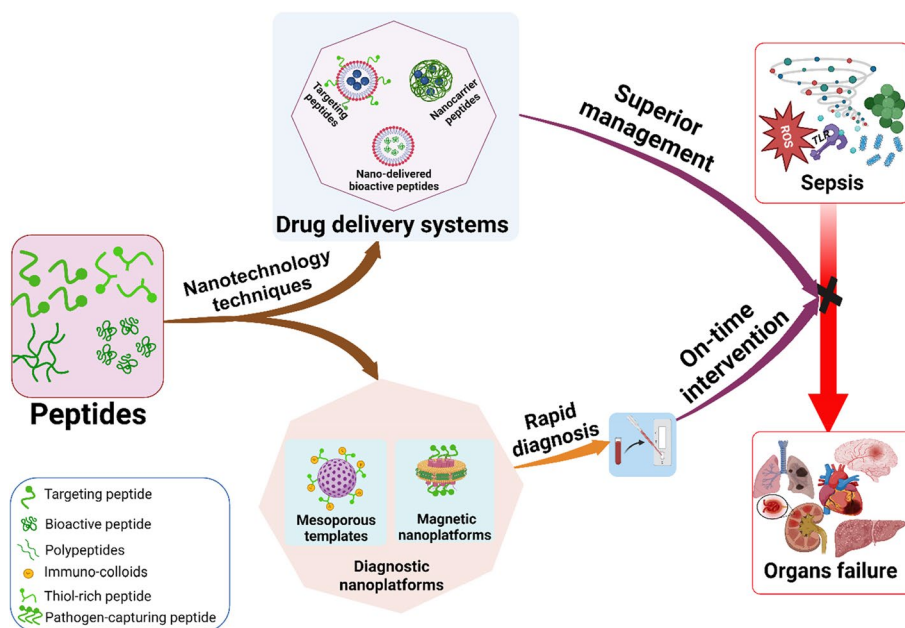 Peptides
Targeting peptide
Bioactive peptide
Polypeptides
Immuno-colloids
Thiol-rich peptide
Pathogen-capturing peptide
Nanotechnology
techniques
Targeting
peptides
Nanocarrier
peptides
Nano-delivered
bioactive peptides
Drug delivery systems
Mesoporous
templates
Magnetic
nanoplatforms
Diagnostic
nanoplatforms
Rapid
diagnosis
Superior
management
On-time
intervention
ROS
TLR
Sepsis
Organs failure